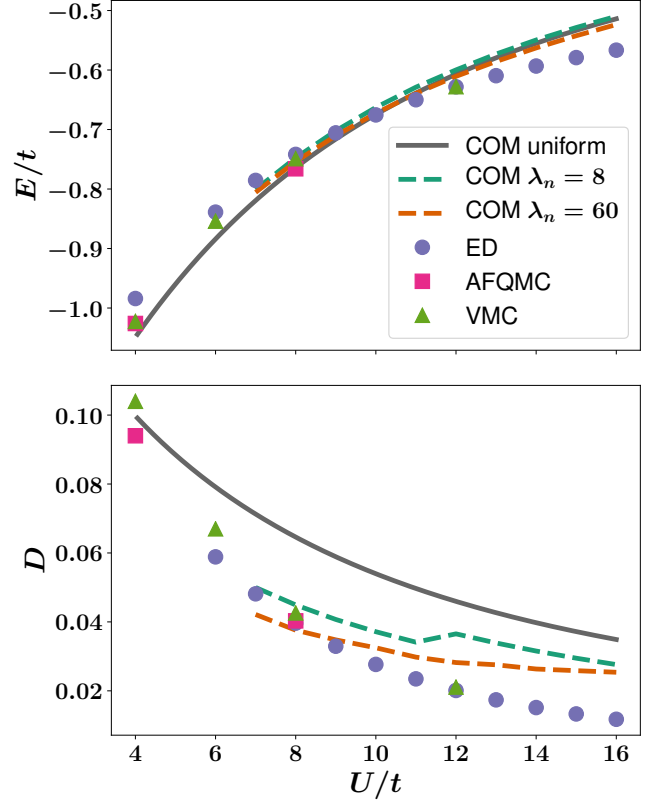 −0.5
−0.6
−0.7
−0.8
−0.9
−1.0
E/t
COM uniform
COM λn = 8
COM λn = 60
ED
AFQMC
VMC
0.10
0.08
0.06
0.04
0.02
D
4 6 8 10 12 14 16
U/t